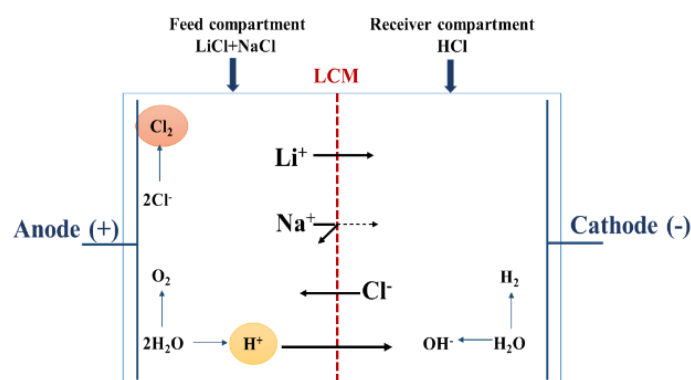 Feed compartment
LiCl+NaCl
Receiver compartment
HCl
LCM
Cl₂
Li⁺
2Cl⁻
Na⁺
Anode (+)
Cathode (-)
O₂
Cl⁻
H₂
2H₂O
H⁺
OH⁻
H₂O